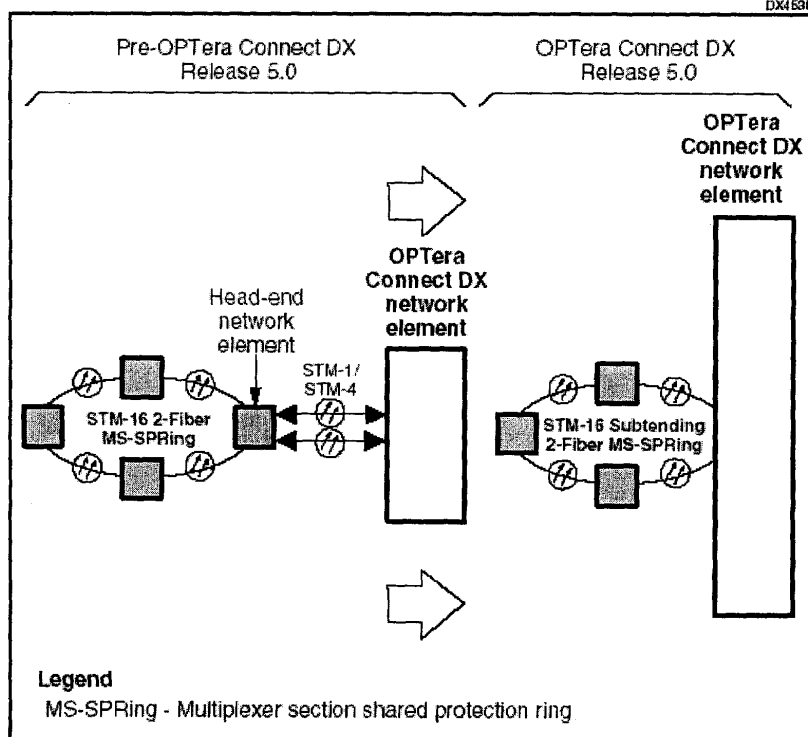 Pre-OPTera Connect DX
Release 5.0
OPTera Connect DX
Release 5.0
OPTera
Connect DX
network
element
OPTera
Connect DX
network
element
Head-end
network
element
STM-1/
STM-4
STM-16 2-Fiber
MS-SPRing
STM-16 Subtending
2-Fiber MS-SPRing
Legend
MS-SPRing - Multiplexer section shared protection ring